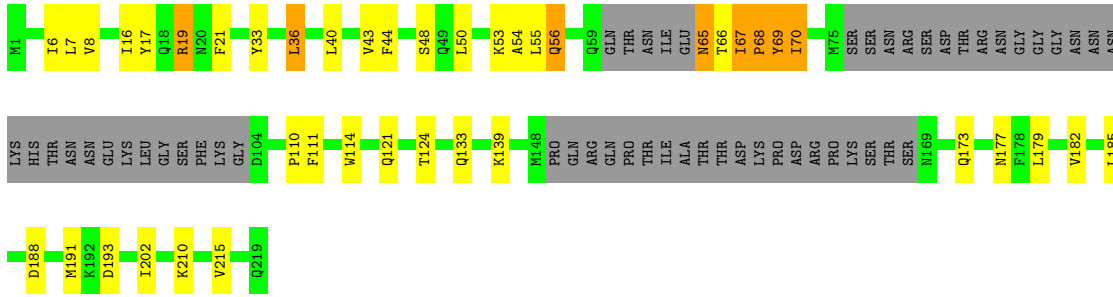 M1 I6 L7 V8 I16 Y17 Q18 R19 N20 F21 Y33 L36 L40 V43 F44 S48 Q49 L50 K53 A54 L55 Q56 Q59 GLN THR ASN ILE GLU N65 T66 I67 P68 Y69 I70 M75 SER SER ASN ARG SER ASP THR ARG ASN GLY GLY GLY ASN ASN ASN
LYS HIS THR ASN ASN GLU LYS LEU GLY SER PHE LYS GLY D104 P110 F111 W114 Q121 T124 Q133 K139 M148 PRO GLN ARG GLN PRO THR ILE ALA THR THR ASP LYS PRO ASP ARG PRO LYS SER THR SER N169 Q173 N177 F178 L179 V182
D188 M191 K192 D193 I202 K210 V215 Q219